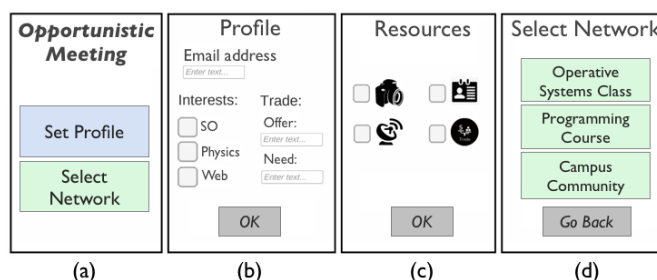 Opportunistic
Meeting
Set Profile
Select
Network
(a)
Profile
Email address
Enter text...
Interests:
SO
Physics
Web
Trade:
Offer:
Enter text...
Need:
Enter text...
OK
(b)
Resources
OK
(c)
Select Network
Operative
Systems Class
Programming
Course
Campus
Community
Go Back
(d)